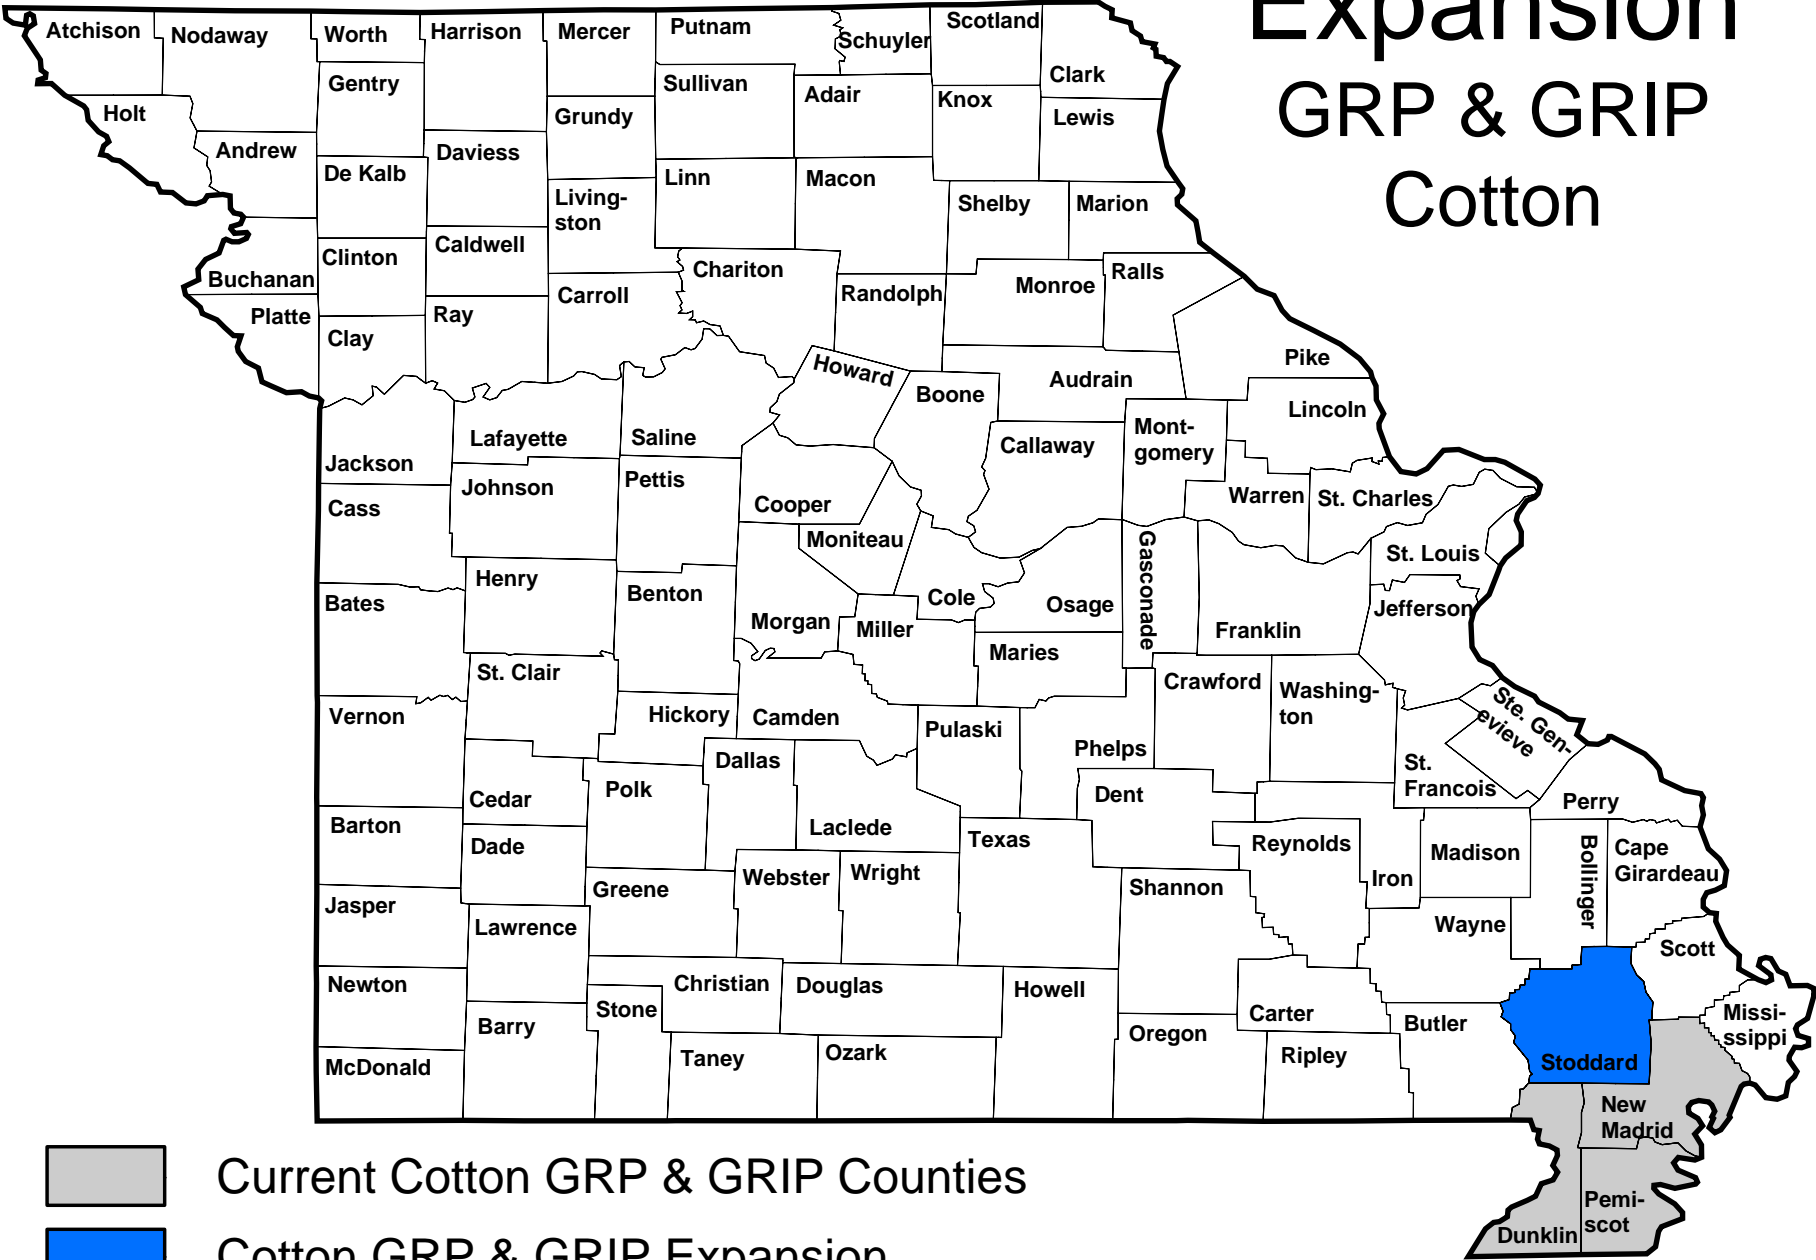 Expansion
GRP & GRIP
Cotton
Atchison
Nodaway
Worth
Harrison
Mercer
Putnam
Schuyler
Scotland
Clark
Gentry
Sullivan
Adair
Knox
Lewis
Holt
Andrew
De Kalb
Daviess
Grundy
Living-
ston
Linn
Macon
Shelby
Marion
Buchanan
Clinton
Caldwell
Carroll
Chariton
Randolph
Monroe
Ralls
Platte
Clay
Ray
Howard
Boone
Audrain
Pike
Lincoln
Jackson
Lafayette
Saline
Callaway
Mont-
gomery
Warren
St. Charles
Cass
Johnson
Pettis
Cooper
Moniteau
Cole
Osage
Gasconade
Franklin
St. Louis
Jefferson
Bates
Henry
Benton
Morgan
Miller
Maries
St. Clair
Hickory
Camden
Pulaski
Phelps
Crawford
Washing-
ton
Ste. Gen-
evieve
St.
Francois
Perry
Vernon
Cedar
Polk
Dallas
Laclede
Dent
Texas
Reynolds
Iron
Madison
Bollinger
Cape
Girardeau
Barton
Dade
Greene
Webster
Wright
Shannon
Wayne
Scott
Jasper
Lawrence
Newton
Christian
Douglas
Howell
Carter
Butler
Stoddard
Missi-
ssippi
McDonald
Barry
Stone
Taney
Ozark
Oregon
Ripley
New
Madrid
Pemi-
scot
Dunklin
Current Cotton GRP & GRIP Counties
Cotton GRP & GRIP Expansion